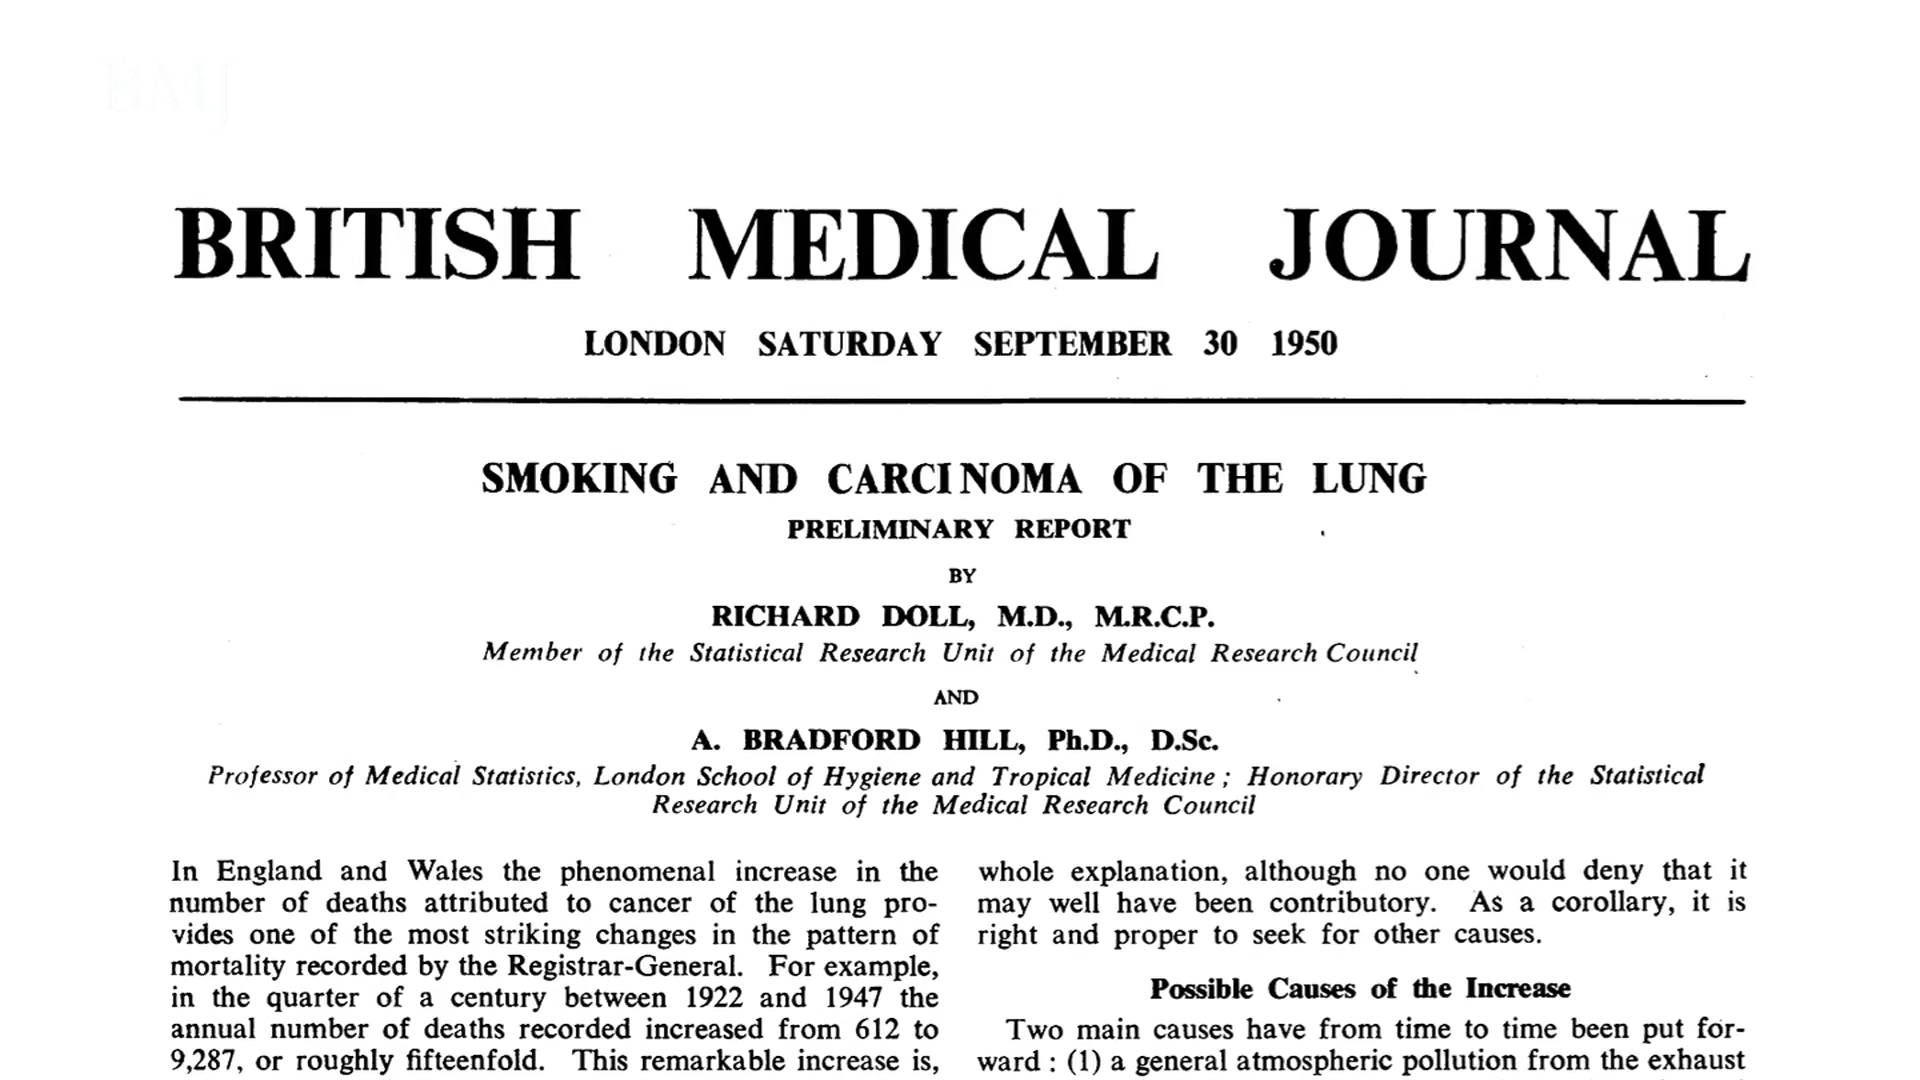 BMJ
BRITISH MEDICAL JOURNAL
LONDON SATURDAY SEPTEMBER 30 1950
SMOKING AND CARCINOMA OF THE LUNG
PRELIMINARY REPORT
BY
RICHARD DOLL, M.D., M.R.C.P.
Member of the Statistical Research Unit of the Medical Research Council
AND
A. BRADFORD HILL, Ph.D., D.Sc.
Professor of Medical Statistics, London School of Hygiene and Tropical Medicine; Honorary Director of the Statistical
Research Unit of the Medical Research Council
In England and Wales the phenomenal increase in the
number of deaths attributed to cancer of the lung pro-
vides one of the most striking changes in the pattern of
mortality recorded by the Registrar-General. For example,
in the quarter of a century between 1922 and 1947 the
annual number of deaths recorded increased from 612 to
9,287, or roughly fifteenfold. This remarkable increase is,
whole explanation, although no one would deny that it
may well have been contributory. As a corollary, it is
right and proper to seek for other causes.
Possible Causes of the Increase
Two main causes have from time to time been put for-
ward : (1) a general atmospheric pollution from the exhaust